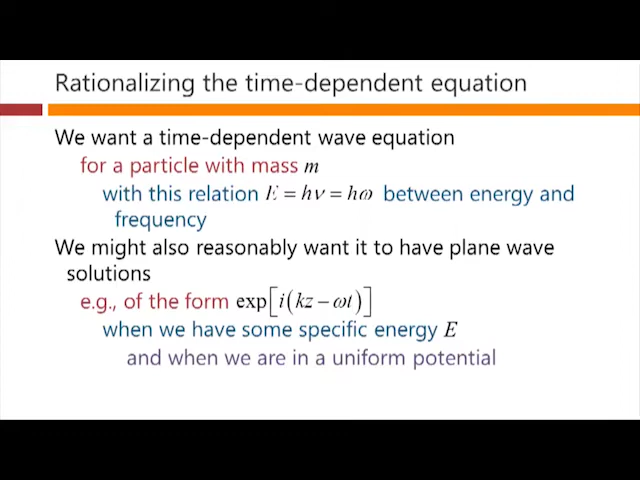 Rationalizing the time-dependent equation
We want a time-dependent wave equation
for a particle with mass m
with this relation E = hν = ħω between energy and
frequency
We might also reasonably want it to have plane wave
solutions
e.g., of the form exp[i(kz − ωt)]
when we have some specific energy E
and when we are in a uniform potential